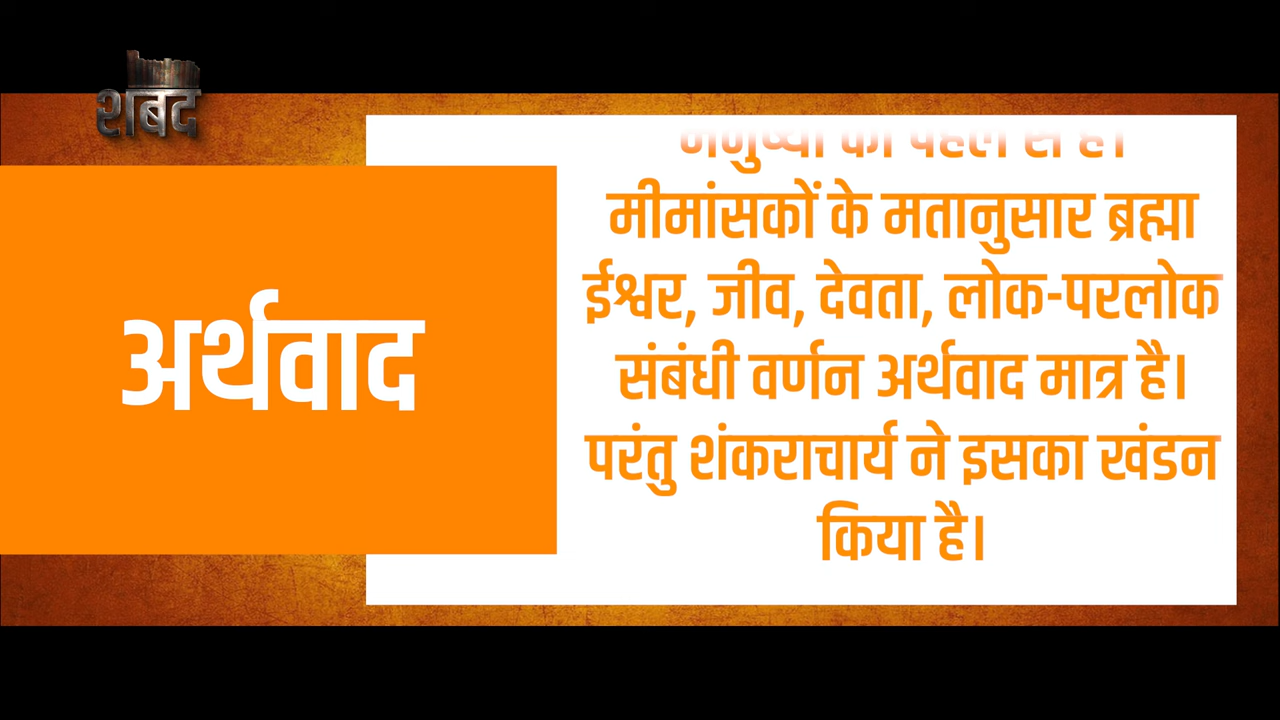 शबद
अर्थवाद
मीमांसकों के मतानुसार ब्रह्मा
ईश्वर, जीव, देवता, लोक-परलोक
संबंधी वर्णन अर्थवाद मात्र है।
परंतु शंकराचार्य ने इसका खंडन
किया है।